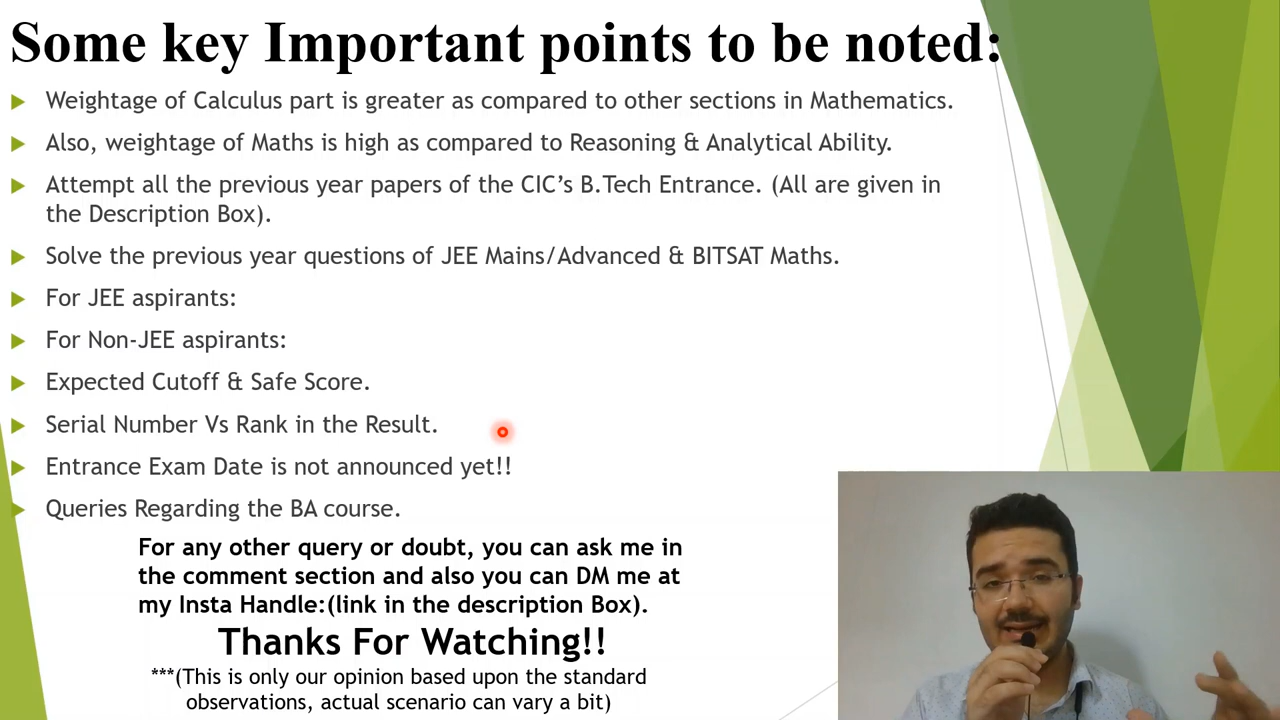 Some key Important points to be noted:
Weightage of Calculus part is greater as compared to other sections in Mathematics.
Also, weightage of Maths is high as compared to Reasoning & Analytical Ability.
Attempt all the previous year papers of the CIC’s B.Tech Entrance. (All are given in
the Description Box).
Solve the previous year questions of JEE Mains/Advanced & BITSAT Maths.
For JEE aspirants:
For Non-JEE aspirants:
Expected Cutoff & Safe Score.
Serial Number Vs Rank in the Result.
Entrance Exam Date is not announced yet!!
Queries Regarding the BA course.
For any other query or doubt, you can ask me in
the comment section and also you can DM me at
my Insta Handle:(link in the description Box).
Thanks For Watching!!
***(This is only our opinion based upon the standard
observations, actual scenario can vary a bit)